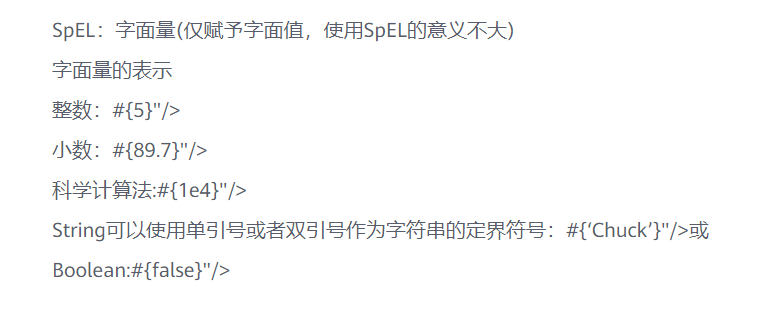 SpEL：字面量(仅赋予字面值，使用SpEL的意义不大)
字面量的表示
整数：#{5}"/>
小数：#{89.7}"/>
科学计算法:#{1e4}"/>
String可以使用单引号或者双引号作为字符串的定界符号：#{‘Chuck’}"/>或
Boolean:#{false}"/>